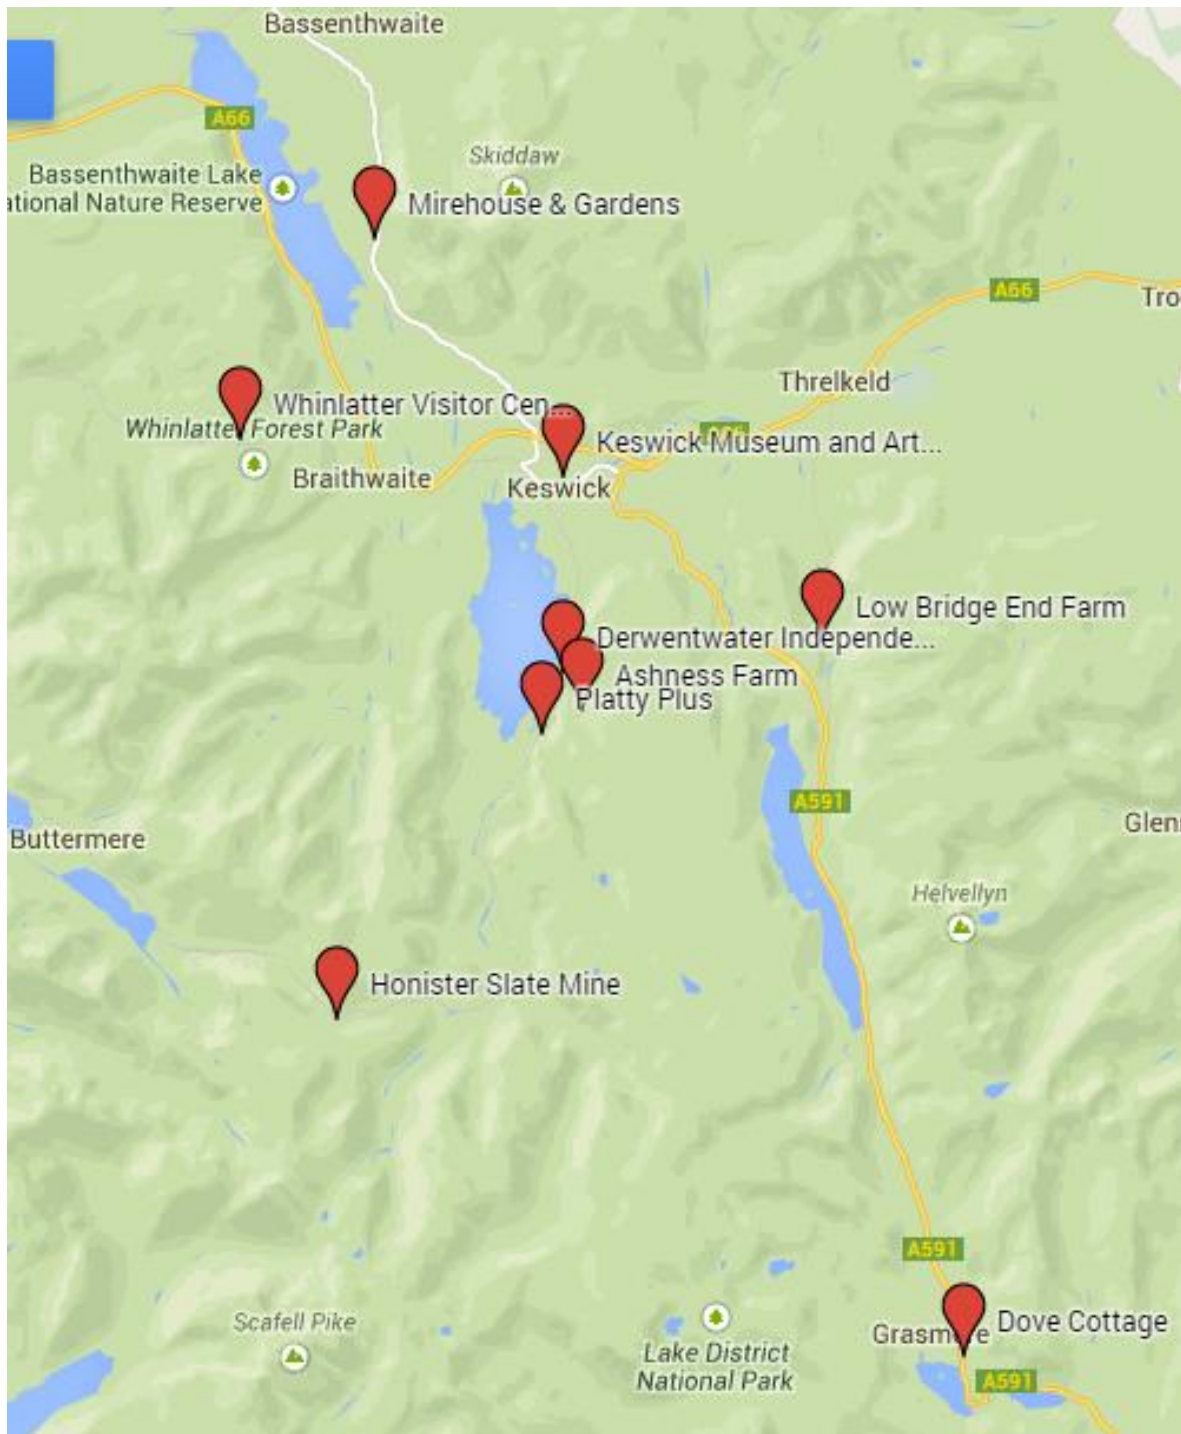 Bassenthwaite
A66
Skiddaw
Bassenthwaite Lake
ational Nature Reserve
Mirehouse & Gardens
A66
Tro
Threlkeld
Whinlatter Visitor Cen...
Whinlatter Forest Park
A66
Keswick Museum and Art...
Braithwaite
Keswick
Low Bridge End Farm
Derwentwater Independe...
Ashness Farm
Platty Plus
A591
Glen
Buttermere
Helvellyn
Honister Slate Mine
A591
Scafell Pike
Dove Cottage
Grasmere
Lake District
National Park
A591